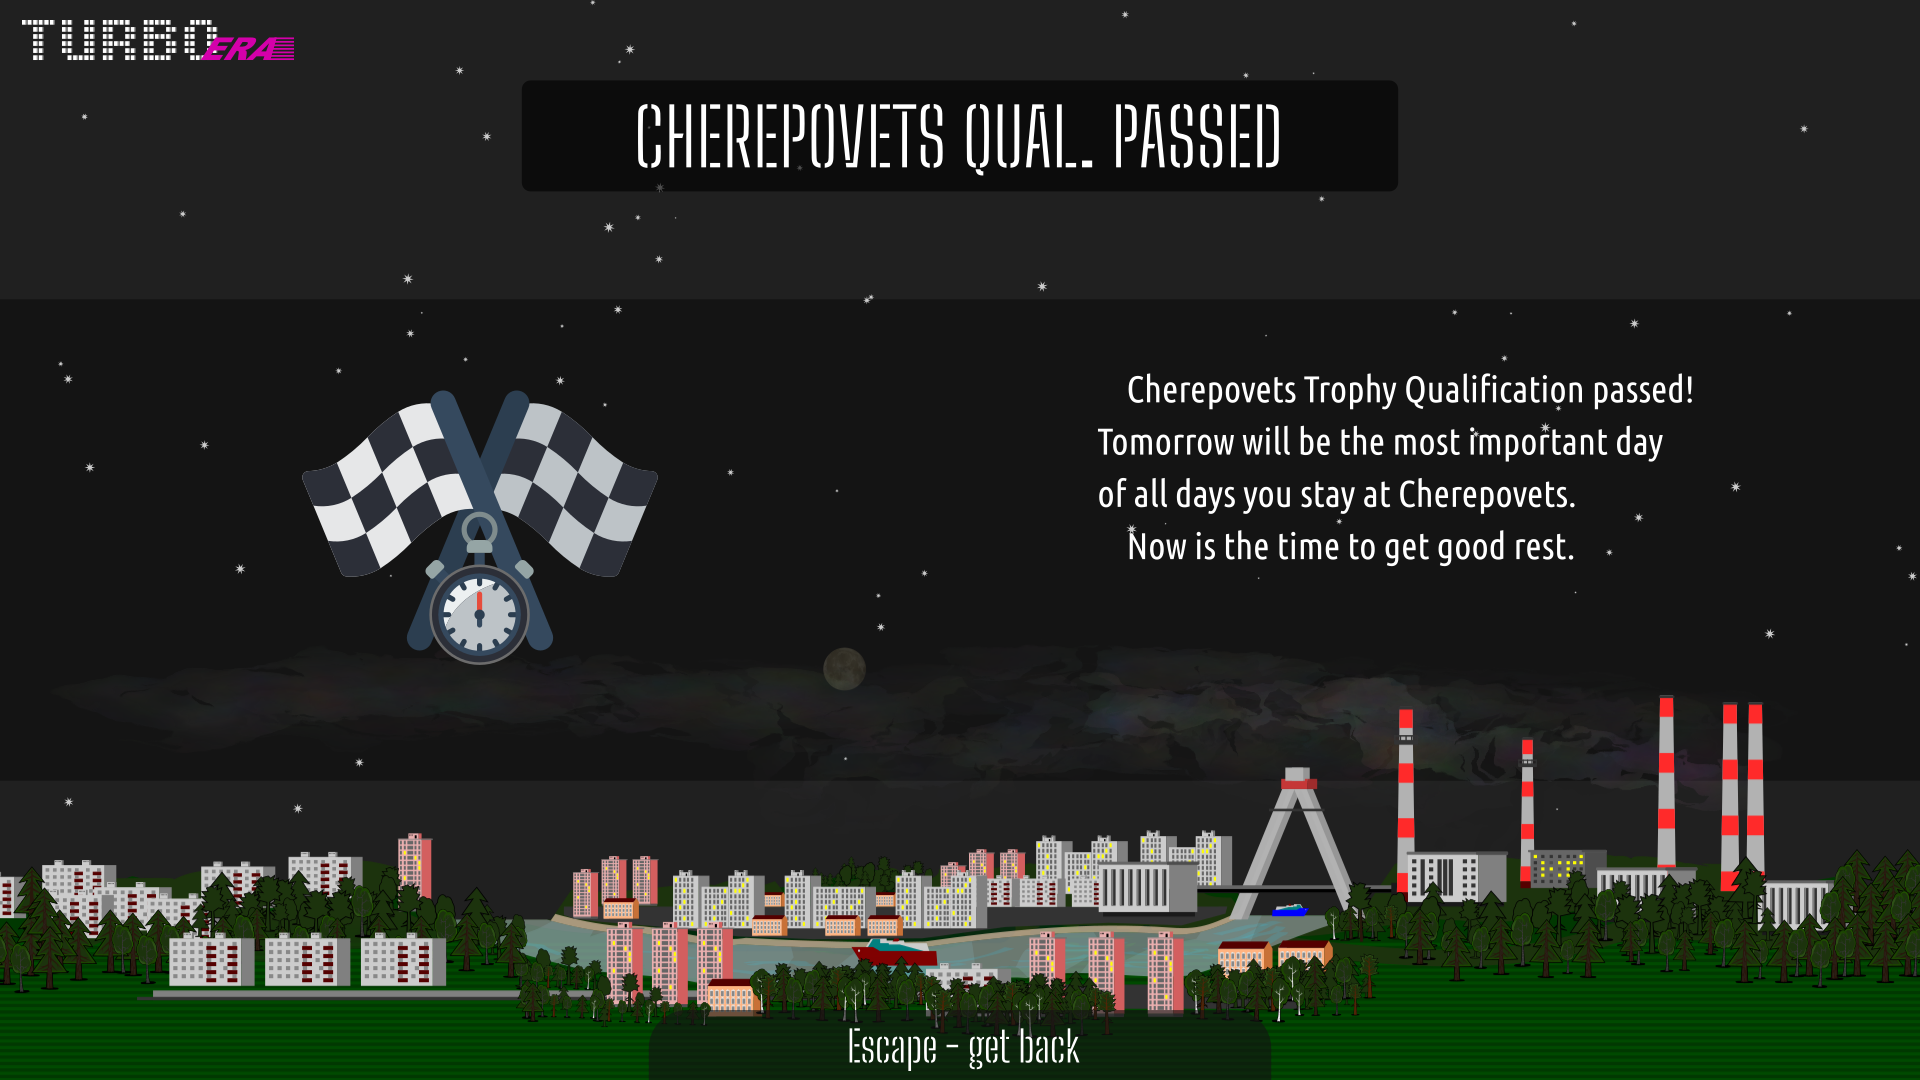 TURBO ERA
CHEREPOVETS QUAL. PASSED
Cherepovets Trophy Qualification passed!
Tomorrow will be the most important day
of all days you stay at Cherepovets.
Now is the time to get good rest.
Escape - get back